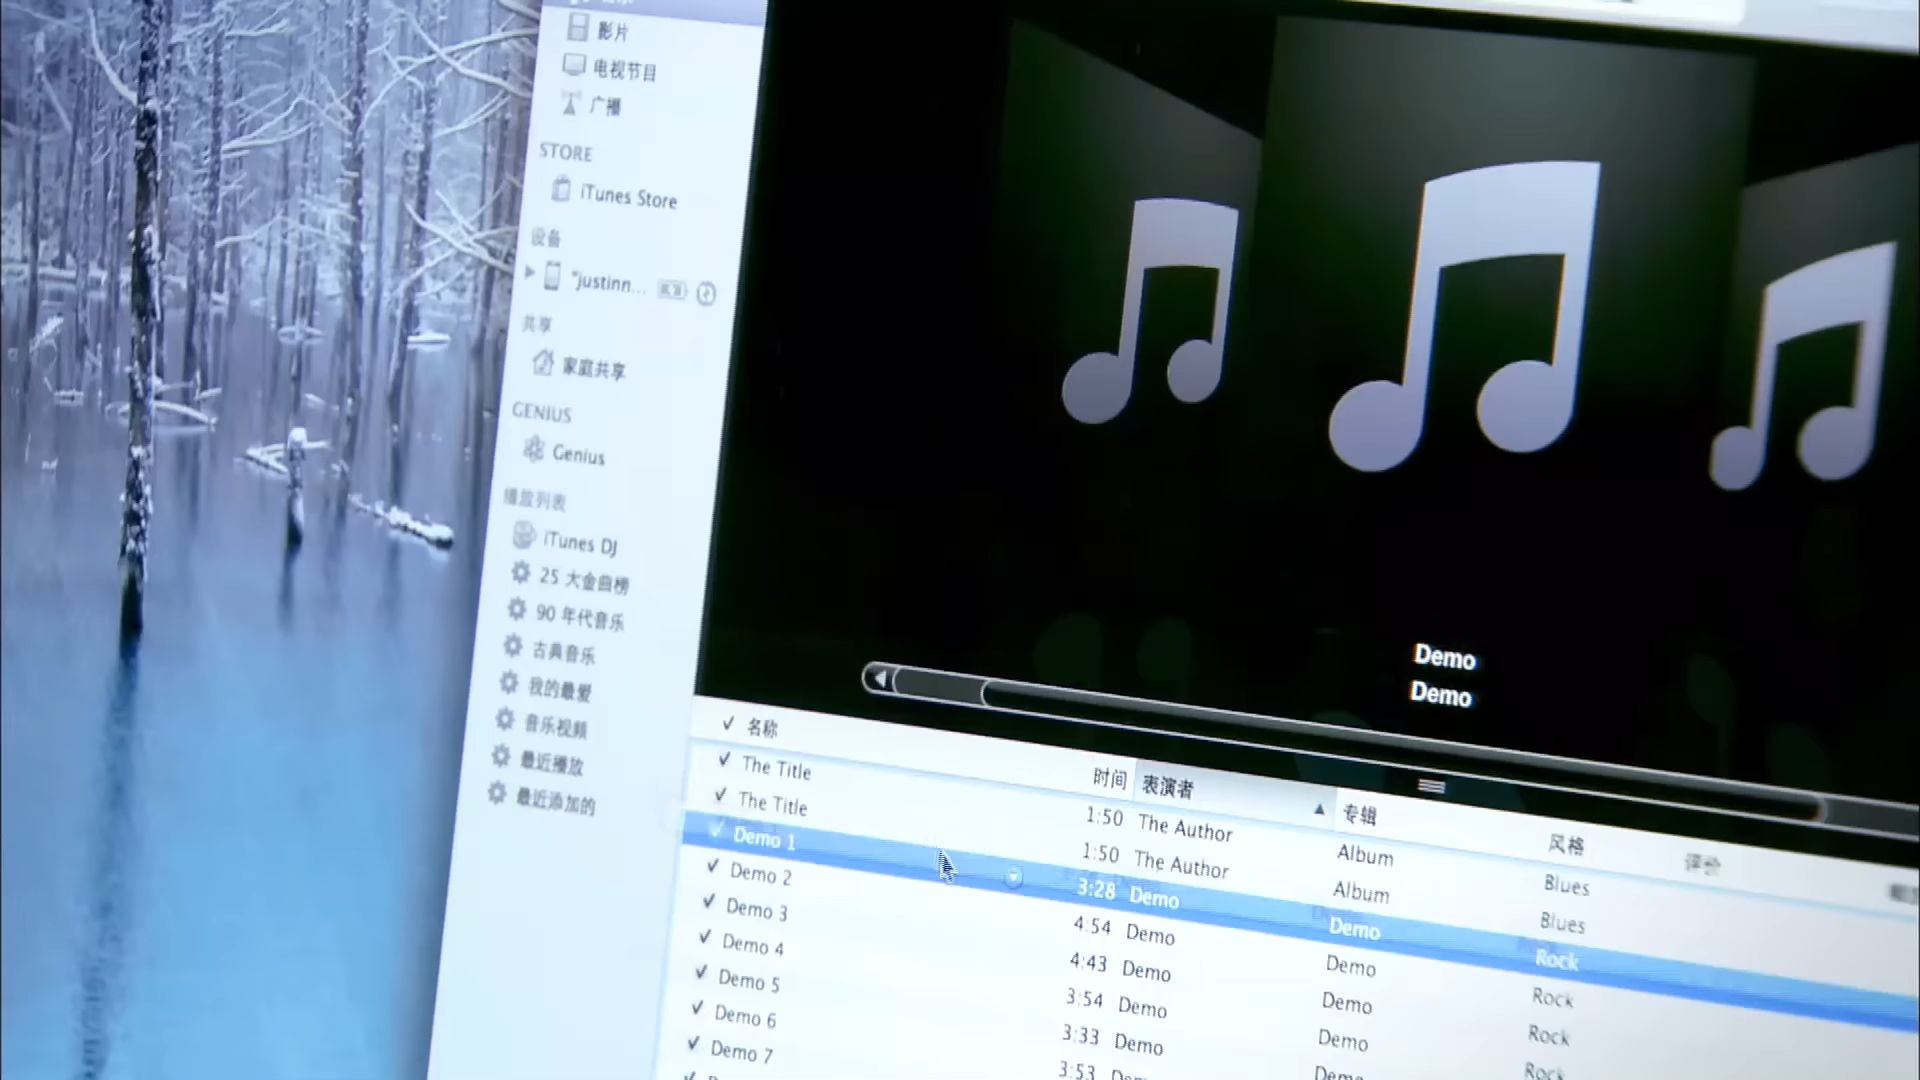 影片
电视节目
广播
STORE
iTunes Store
设备
"justinn...
共享
家庭共享
GENIUS
Genius
播放列表
iTunes DJ
25 大金曲榜
90 年代音乐
古典音乐
我的最爱
音乐视频
最近播放
最近添加的
Demo
Demo
✓ 名称 时间 表演者 ▲ 专辑 风格 评价
✓ The Title 1:50 The Author Album Blues
✓ The Title 1:50 The Author Album Blues
✓ Demo 1 3:28 Demo Demo Rock
✓ Demo 2 4:54 Demo Demo Rock
✓ Demo 3 4:43 Demo Demo Rock
✓ Demo 4 3:54 Demo Demo Rock
✓ Demo 5 3:33 Demo Demo
✓ Demo 6 3:53
✓ Demo 7